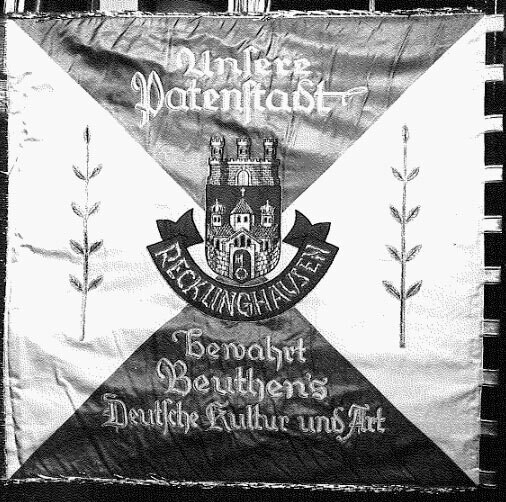 Unsere
Patenstadt
RECKLINGHAUSEN
bewahrt
Beuthen's
Deutsche Kultur und Art